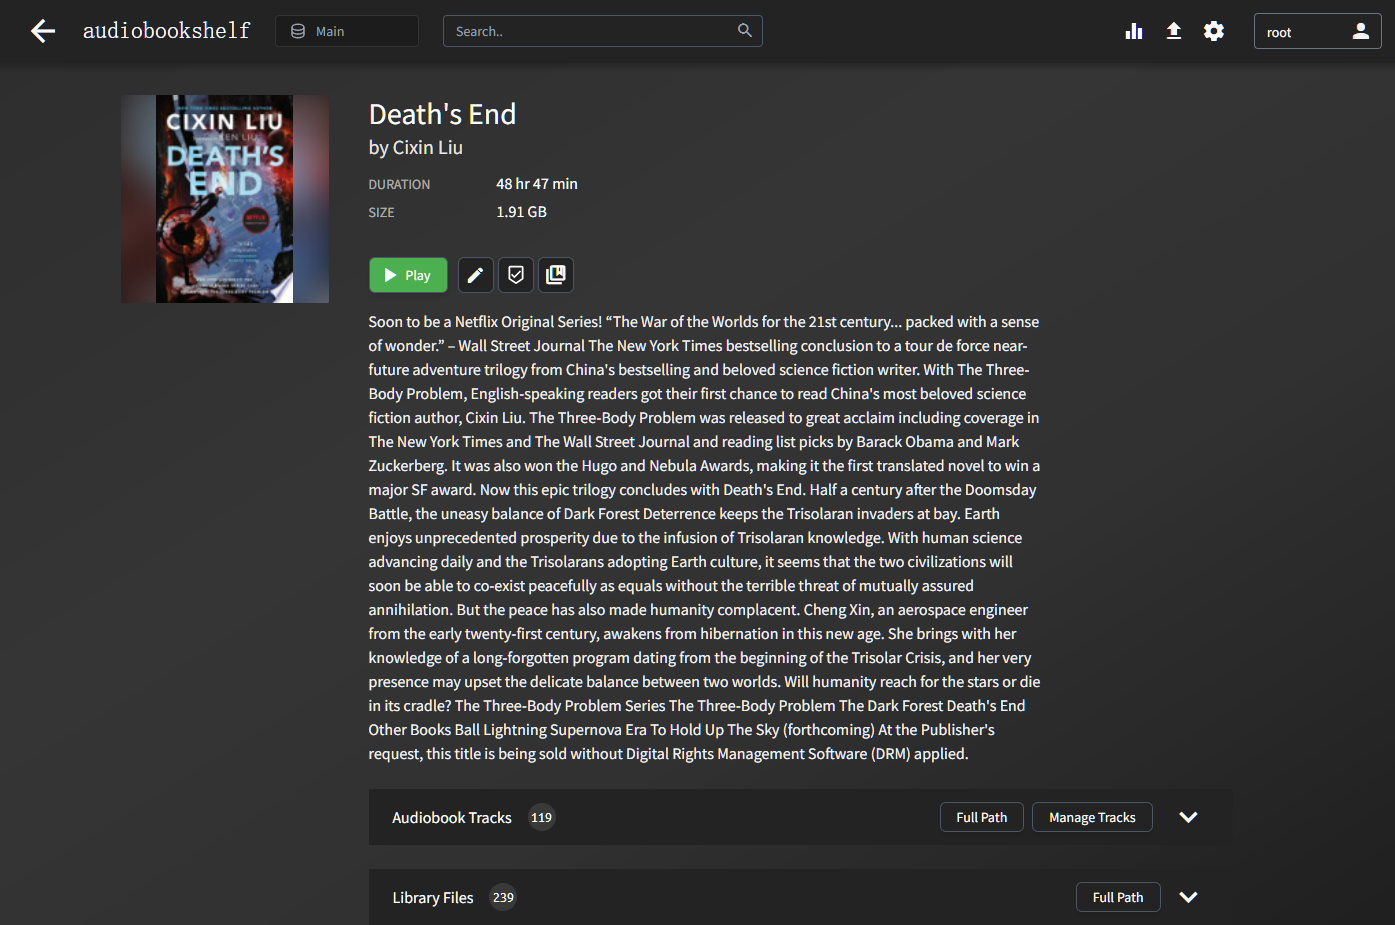 audiobookshelf
Main
Search..
root
CIXIN LIU
KEN LIU
DEATH'S
END
Death's End
by Cixin Liu
DURATION 48 hr 47 min
SIZE 1.91 GB
Play
Soon to be a Netflix Original Series! “The War of the Worlds for the 21st century... packed with a sense
of wonder.” – Wall Street Journal The New York Times bestselling conclusion to a tour de force near-
future adventure trilogy from China's bestselling and beloved science fiction writer. With The Three-
Body Problem, English-speaking readers got their first chance to read China's most beloved science
fiction author, Cixin Liu. The Three-Body Problem was released to great acclaim including coverage in
The New York Times and The Wall Street Journal and reading list picks by Barack Obama and Mark
Zuckerberg. It was also won the Hugo and Nebula Awards, making it the first translated novel to win a
major SF award. Now this epic trilogy concludes with Death's End. Half a century after the Doomsday
Battle, the uneasy balance of Dark Forest Deterrence keeps the Trisolaran invaders at bay. Earth
enjoys unprecedented prosperity due to the infusion of Trisolaran knowledge. With human science
advancing daily and the Trisolarans adopting Earth culture, it seems that the two civilizations will
soon be able to co-exist peacefully as equals without the terrible threat of mutually assured
annihilation. But the peace has also made humanity complacent. Cheng Xin, an aerospace engineer
from the early twenty-first century, awakens from hibernation in this new age. She brings with her
knowledge of a long-forgotten program dating from the beginning of the Trisolar Crisis, and her very
presence may upset the delicate balance between two worlds. Will humanity reach for the stars or die
in its cradle? The Three-Body Problem Series The Three-Body Problem The Dark Forest Death's End
Other Books Ball Lightning Supernova Era To Hold Up The Sky (forthcoming) At the Publisher's
request, this title is being sold without Digital Rights Management Software (DRM) applied.
Audiobook Tracks 119 Full Path Manage Tracks
Library Files 239 Full Path